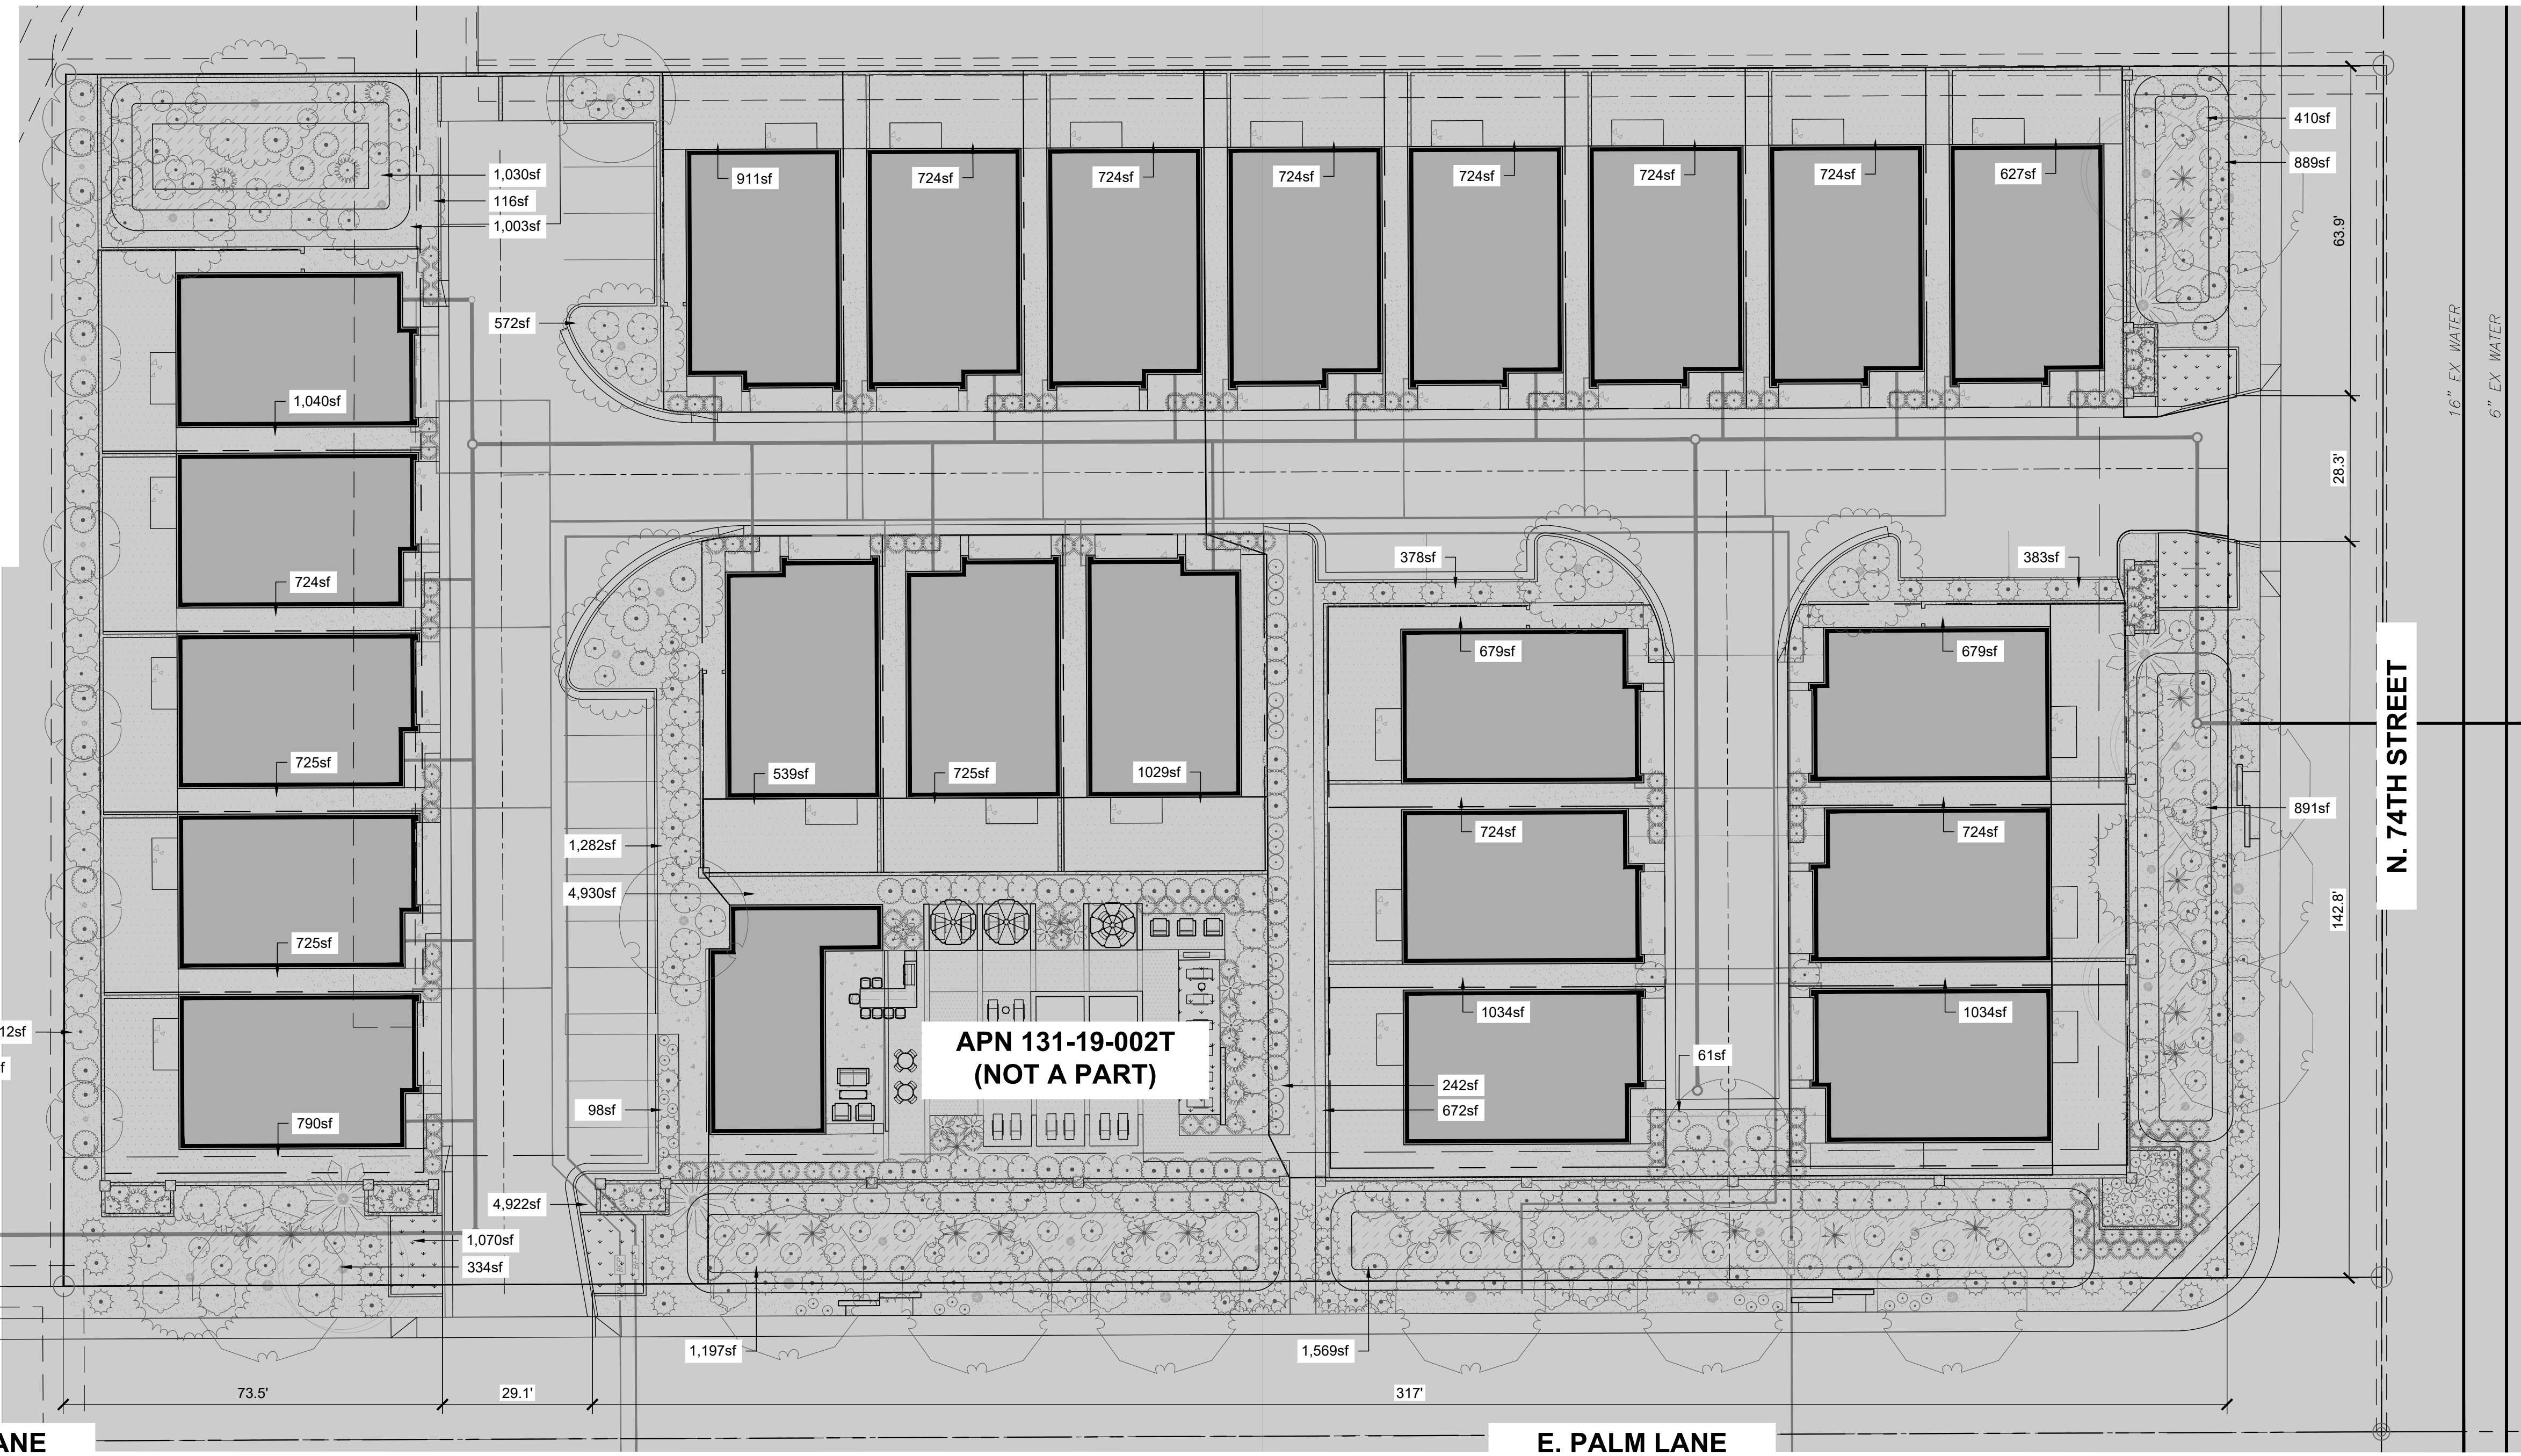 410sf
889sf
63.9'
28.3'
142.8'
16" EX WATER
6" EX WATER
N. 74TH STREET
1,030sf
116sf
1,003sf
911sf
724sf
724sf
724sf
724sf
724sf
724sf
627sf
572sf
1,040sf
724sf
725sf
725sf
790sf
378sf
383sf
679sf
679sf
539sf
725sf
1029sf
724sf
724sf
891sf
1,282sf
4,930sf
1034sf
1034sf
APN 131-19-002T
(NOT A PART)
12sf
f
61sf
242sf
672sf
98sf
4,922sf
1,070sf
334sf
1,197sf
1,569sf
73.5'
29.1'
317'
ANE
E. PALM LANE